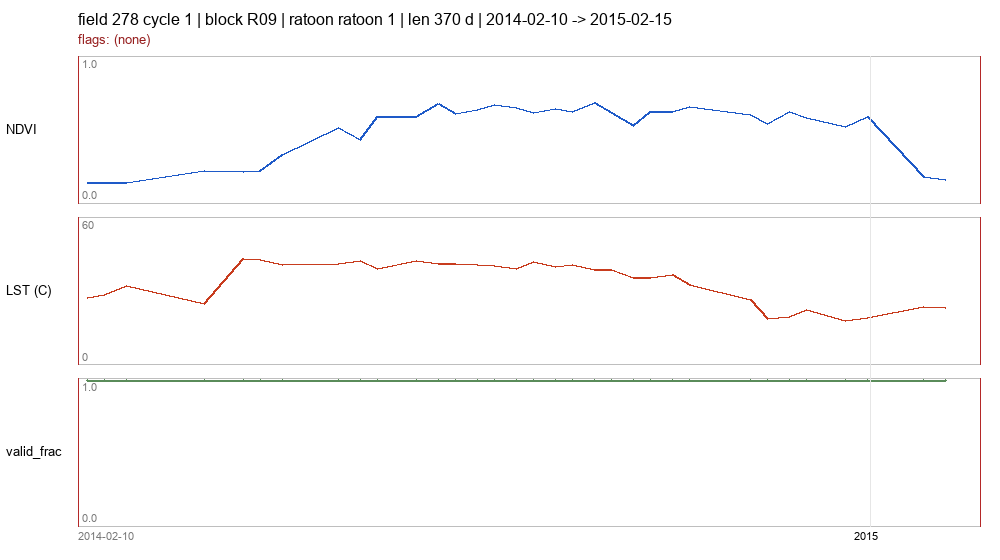 field 278 cycle 1 | block R09 | ratoon ratoon 1 | len 370 d | 2014-02-10 -> 2015-02-15
flags: (none)
1.0
NDVI
0.0
60
LST (C)
0
1.0
valid_frac
0.0
2014-02-10 2015